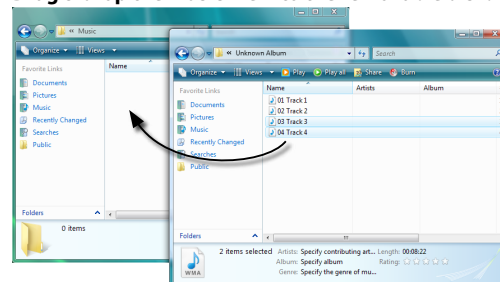 « Music
Organize Views
Favorite Links
Documents
Pictures
Music
Recently Changed
Searches
Public
Folders
Name
0 items
« Unknown Album
Search
Organize Views Play Play all Share Burn
Favorite Links
Documents
Pictures
Music
Recently Changed
Searches
Public
Folders
Name Artists Album
01 Track 1
02 Track 2
03 Track 3
04 Track 4
WMA
2 items selected Artists: Specify contributing art... Length: 00:08:22
Album: Specify album Rating:
Genre: Specify the genre of mu...